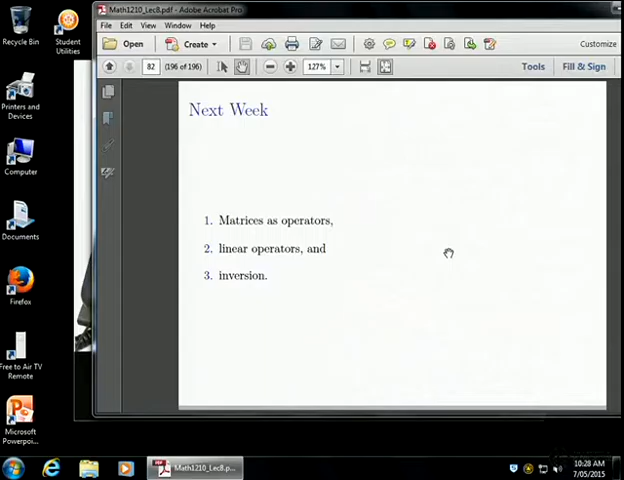 Math1210_Lec8.pdf - Adobe Acrobat Pro
File Edit View Window Help
Open Create Customize
82 (196 of 196) 127% Tools Fill & Sign
Next Week
1. Matrices as operators,
2. linear operators, and
3. inversion.
Recycle Bin
Student Utilities
Printers and Devices
Computer
Documents
Firefox
Free to Air TV Remote
Microsoft Powerpoi...
Math1210_Lec8.p...
10:28 AM
7/05/2015